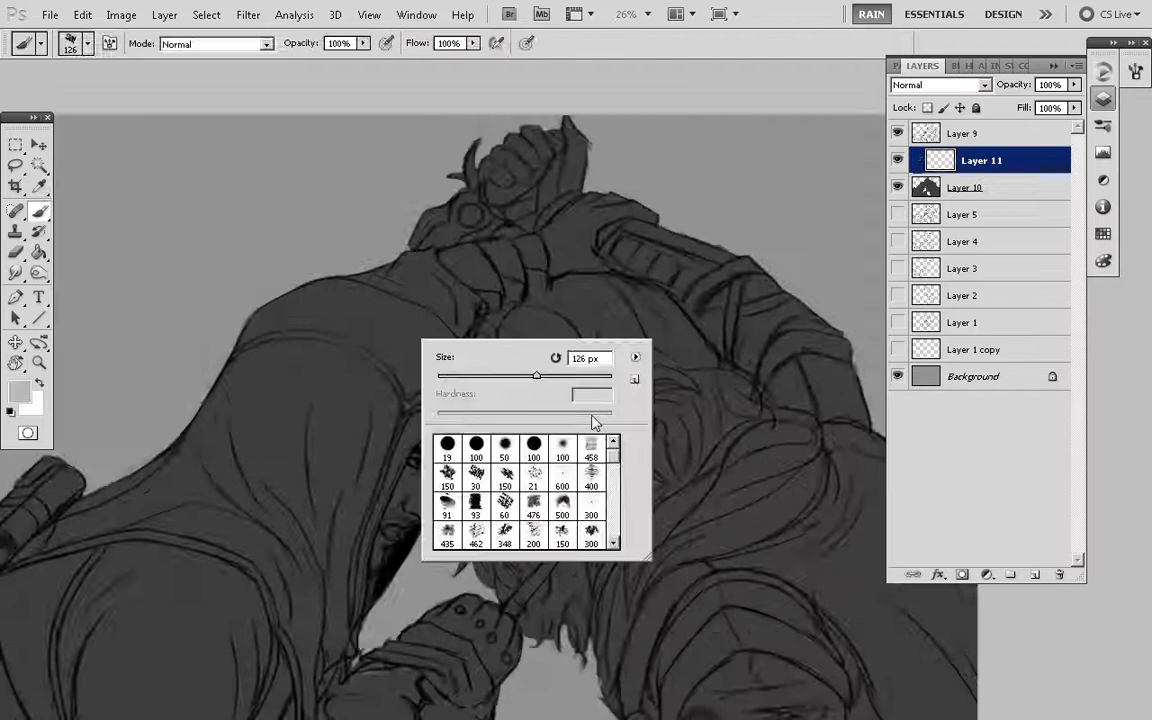 Ps File Edit Image Layer Select Filter Analysis 3D View Window Help Br Mb 26% RAIN ESSENTIALS DESIGN CS Live
126 Mode: Normal Opacity: 100% Flow: 100%
LAYERS
Normal Opacity: 100%
Lock: Fill: 100%
Layer 9
Layer 11
Layer 10
Layer 5
Layer 4
Layer 3
Layer 2
Layer 1
Layer 1 copy
Background
T
Size: 126 px
Hardness:
19 100 50 100 100 458
150 30 150 21 600 400
91 93 60 476 500 300
435 462 348 200 150 300
fx